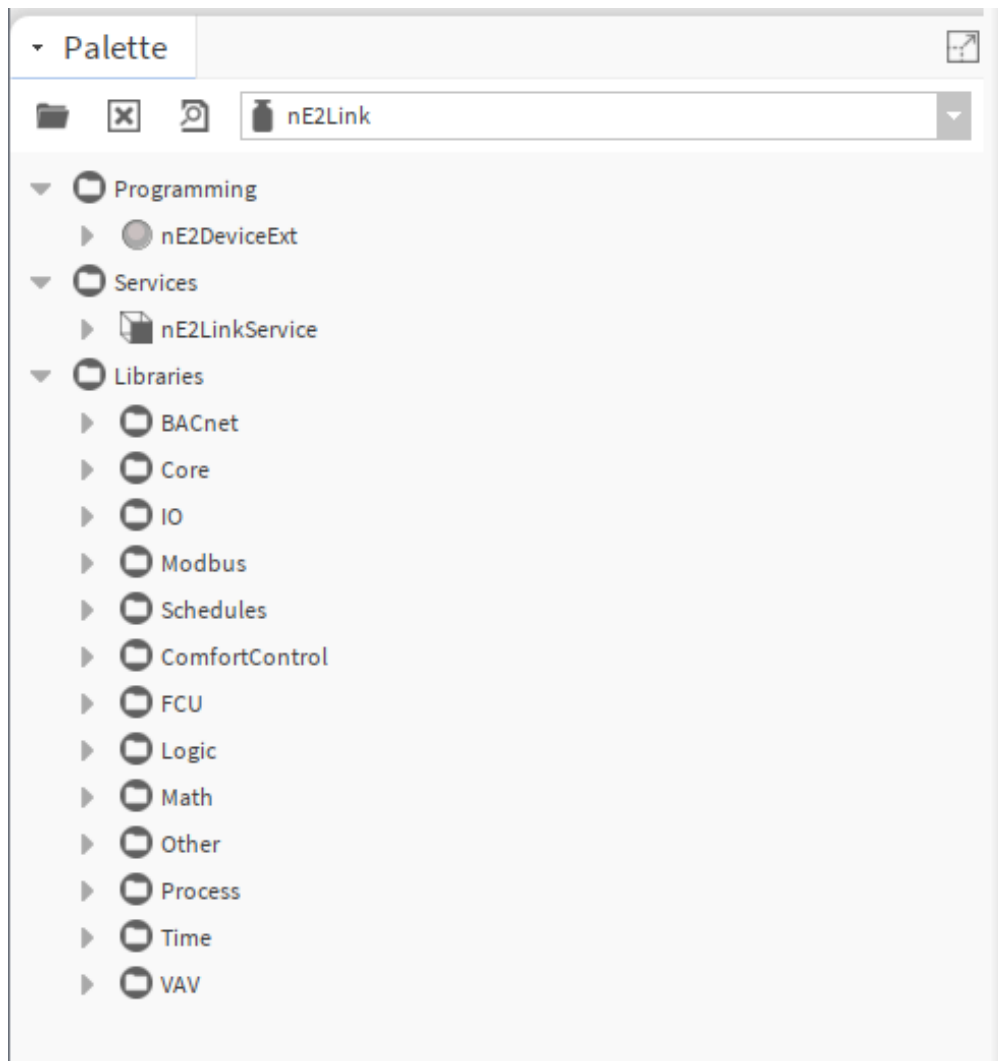 Palette
nE2Link
Programming
nE2DeviceExt
Services
nE2LinkService
Libraries
BACnet
Core
IO
Modbus
Schedules
ComfortControl
FCU
Logic
Math
Other
Process
Time
VAV